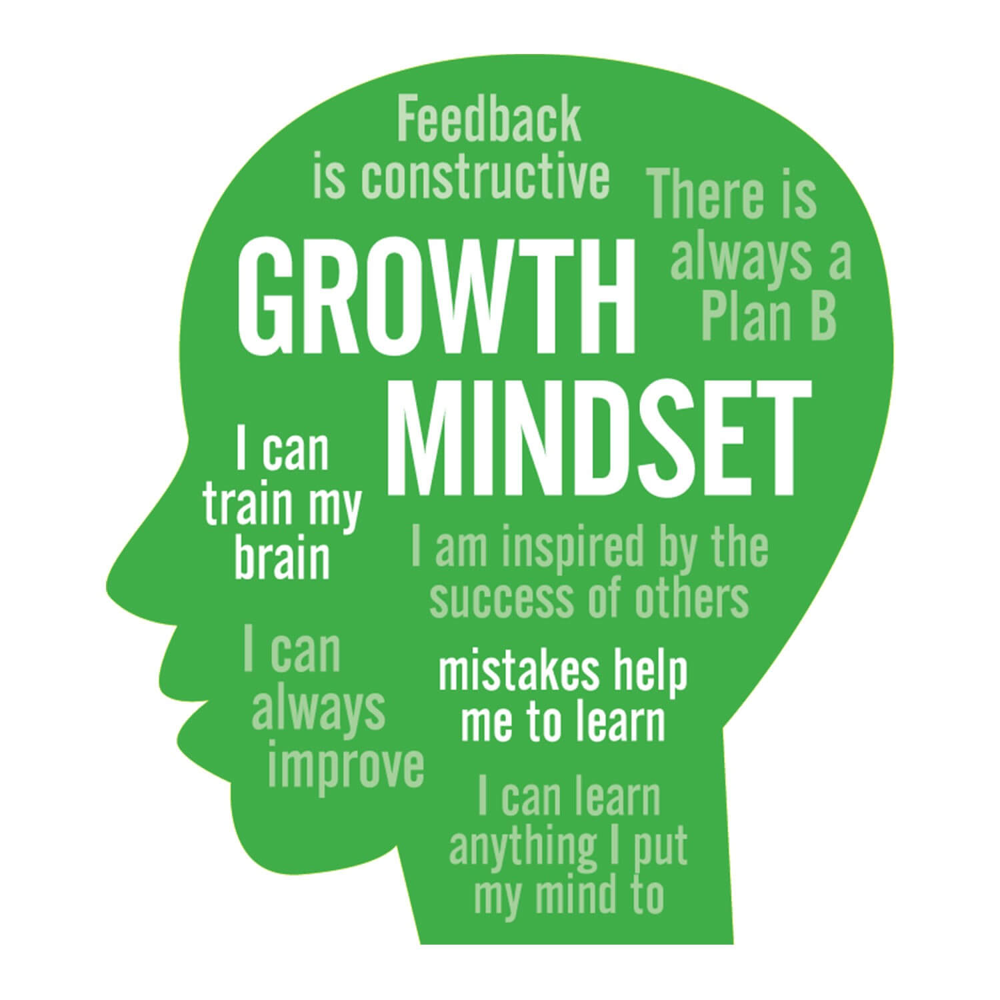 Feedback
is constructive
There is
always a
Plan B
GROWTH
MINDSET
I can
train my
brain
I am inspired by the
success of others
I can
always
improve
mistakes help
me to learn
I can learn
anything I put
my mind to